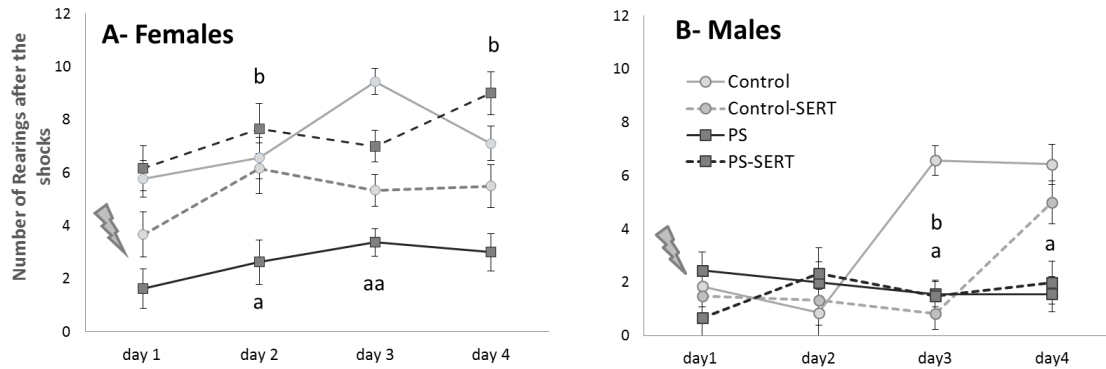 Number of Rearings after the
shocks
A- Females
12
10
8
6
4
2
0
b
b
a
aa
day 1
day 2
day 3
day 4
B- Males
12
10
8
6
4
2
0
Control
Control-SERT
PS
PS-SERT
b
a
a
day1
day2
day3
day4